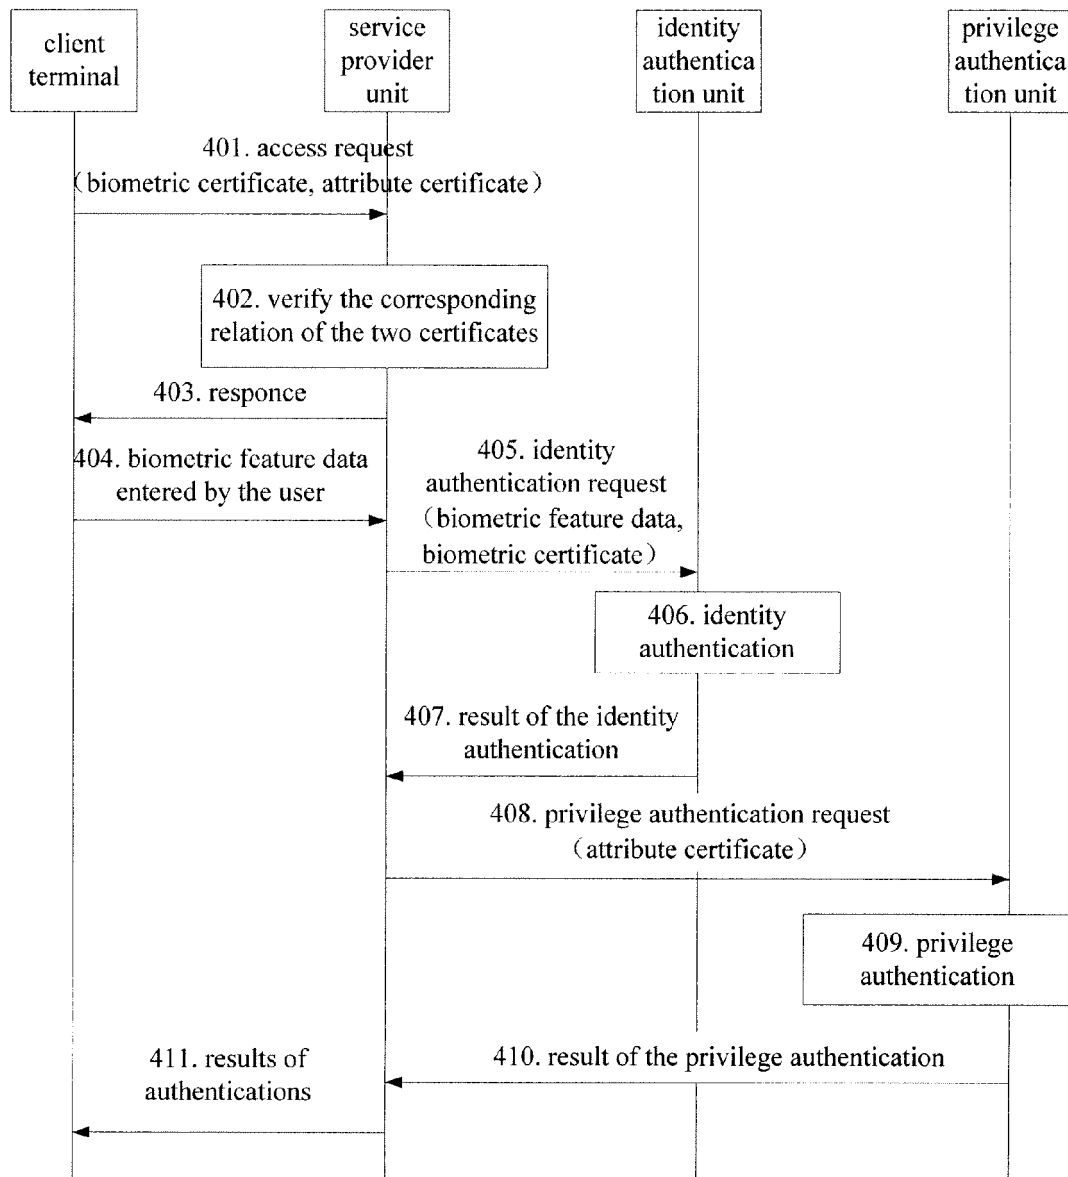 client
terminal
service
provider
unit
identity
authentica
tion unit
privilege
authentica
tion unit
401. access request
(biometric certificate, attribute certificate)
402. verify the corresponding
relation of the two certificates
403. responce
404. biometric feature data
entered by the user
405. identity
authentication request
(biometric feature data,
biometric certificate)
406. identity
authentication
407. result of the identity
authentication
408. privilege authentication request
(attribute certificate)
409. privilege
authentication
410. result of the privilege authentication
411. results of
authentications